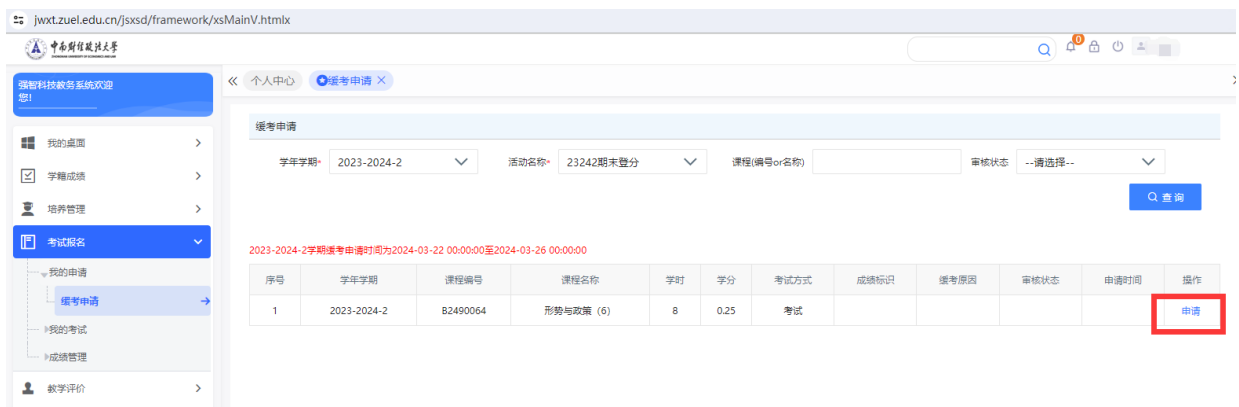 jwxt.zuel.edu.cn/jsxsd/framework/xsMainV.htmlx
中南财经政法大学
0
强智科技教务系统欢迎
您!
个人中心 缓考申请
我的桌面
学籍成绩
培养管理
考试报名
我的申请
缓考申请
我的考试
成绩管理
教学评价
缓考申请
学年学期* 2023-2024-2 活动名称* 23242期末登分 课程(编号or名称) 审核状态 --请选择--
查询
2023-2024-2学期缓考申请时间为2024-03-22 00:00:00至2024-03-26 00:00:00
序号 学年学期 课程编号 课程名称 学时 学分 考试方式 成绩标识 缓考原因 审核状态 申请时间 操作
1 2023-2024-2 B2490064 形势与政策（6） 8 0.25 考试 申请